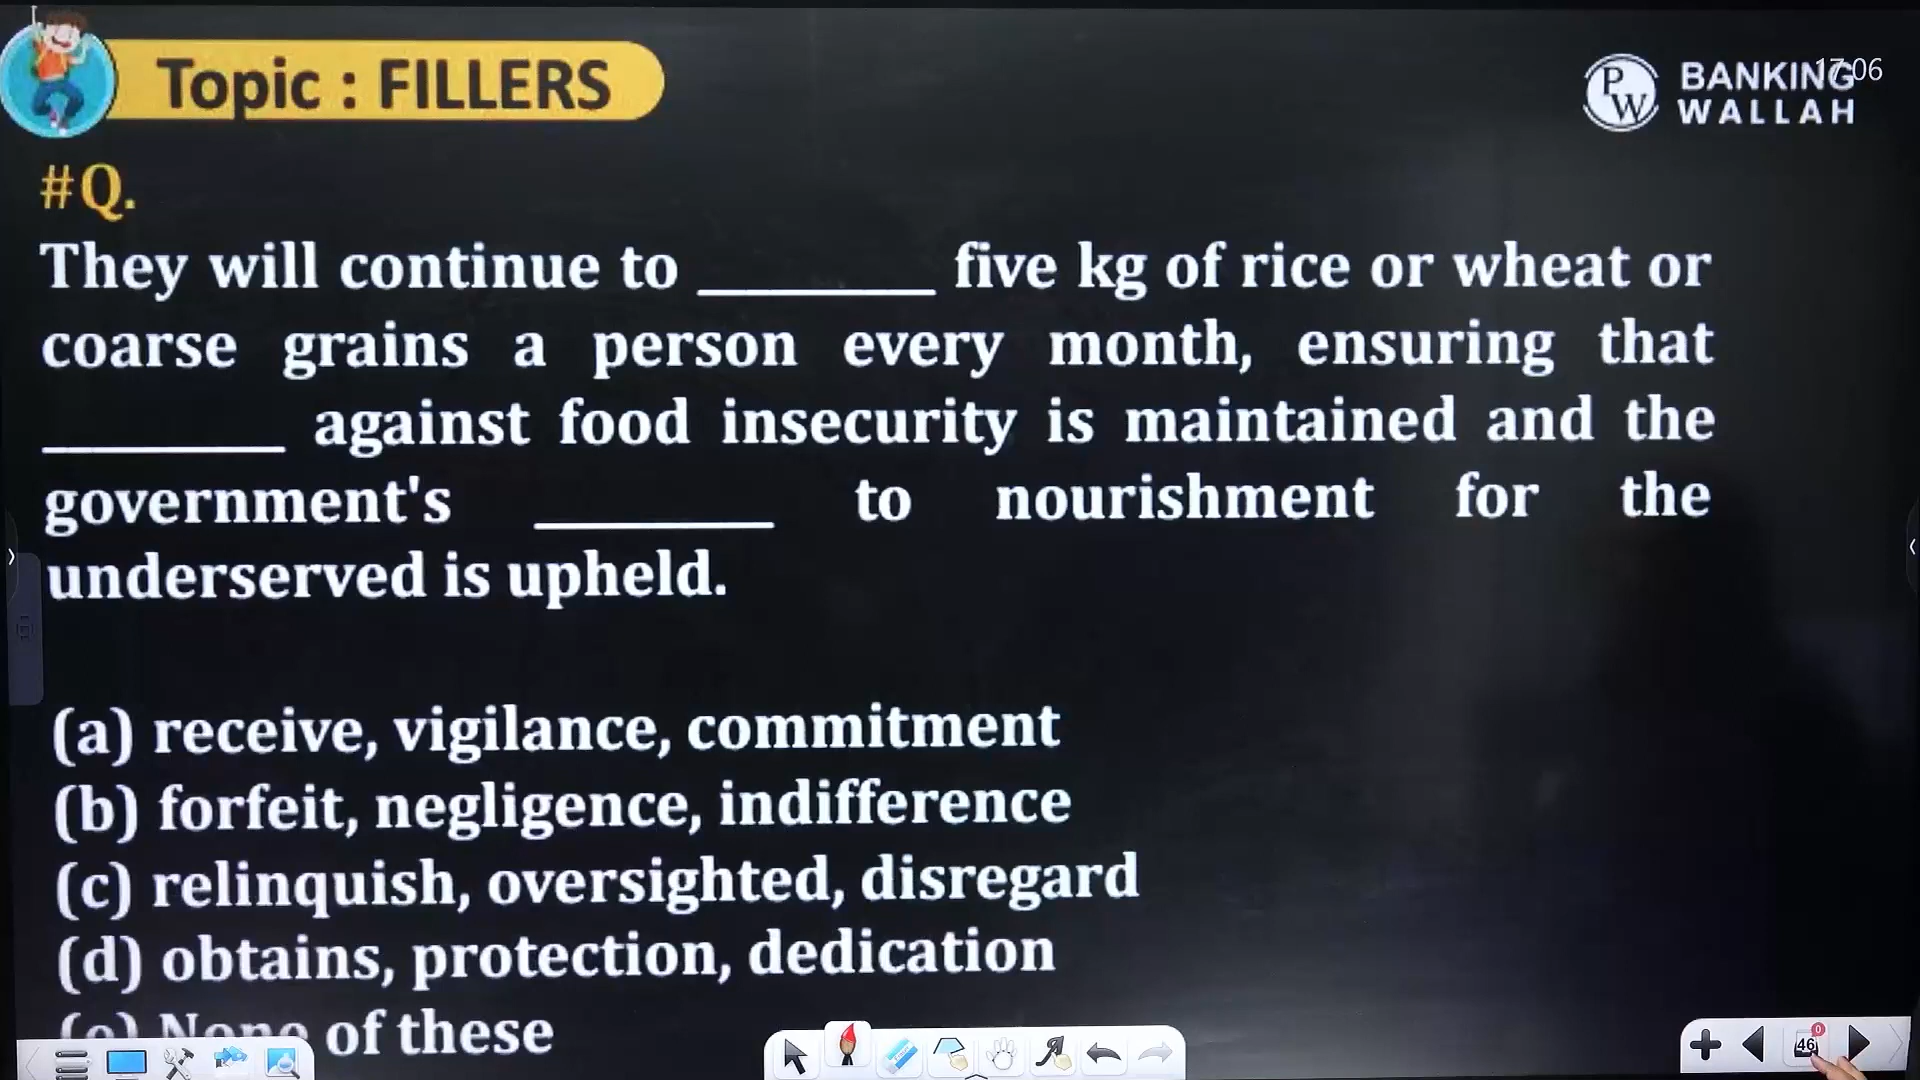 Topic : FILLERS
BANKING
17:06
WALLAH
PW
#Q.
They will continue to ________ five kg of rice or wheat or
coarse grains a person every month, ensuring that
________ against food insecurity is maintained and the
government's ________ to nourishment for the
underserved is upheld.
(a) receive, vigilance, commitment
(b) forfeit, negligence, indifference
(c) relinquish, oversighted, disregard
(d) obtains, protection, dedication
(e) None of these
46
0